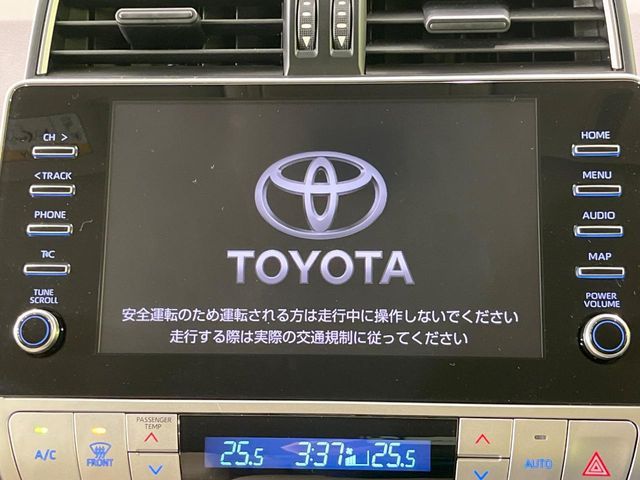 CH >
HOME
<TRACK
MENU
PHONE
AUDIO
T&C
MAP
TUNE
SCROLL
POWER
VOLUME
TOYOTA
安全運転のため運転される方は走行中に操作しないでください
走行する際は実際の交通規制に従ってください
PASSENGER
TEMP
A/C
FRONT
25.5
3:37
25.5
AUTO